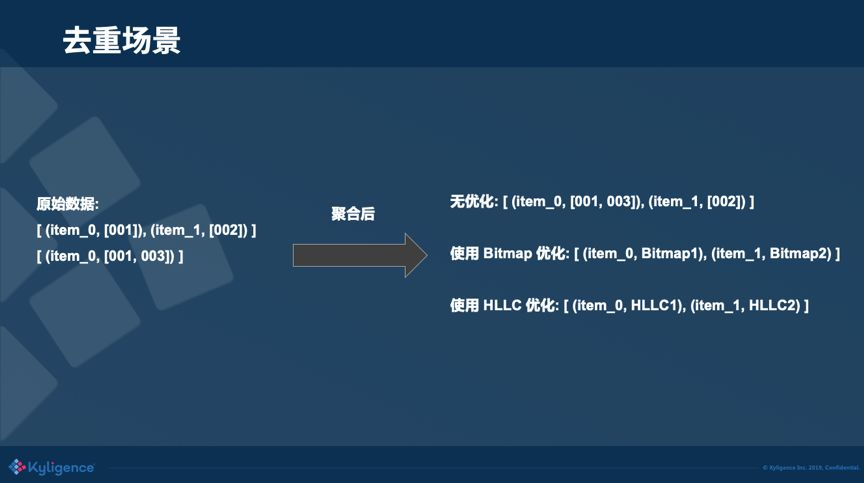 去重场景
原始数据:
[ (item_0, [001]), (item_1, [002]) ]
[ (item_0, [001, 003]) ]
聚合后
无优化: [ (item_0, [001, 003]), (item_1, [002]) ]
使用 Bitmap 优化: [ (item_0, Bitmap1), (item_1, Bitmap2) ]
使用 HLLC 优化: [ (item_0, HLLC1), (item_1, HLLC2) ]
Kyligence
© Kyligence Inc. 2019, Confidential.